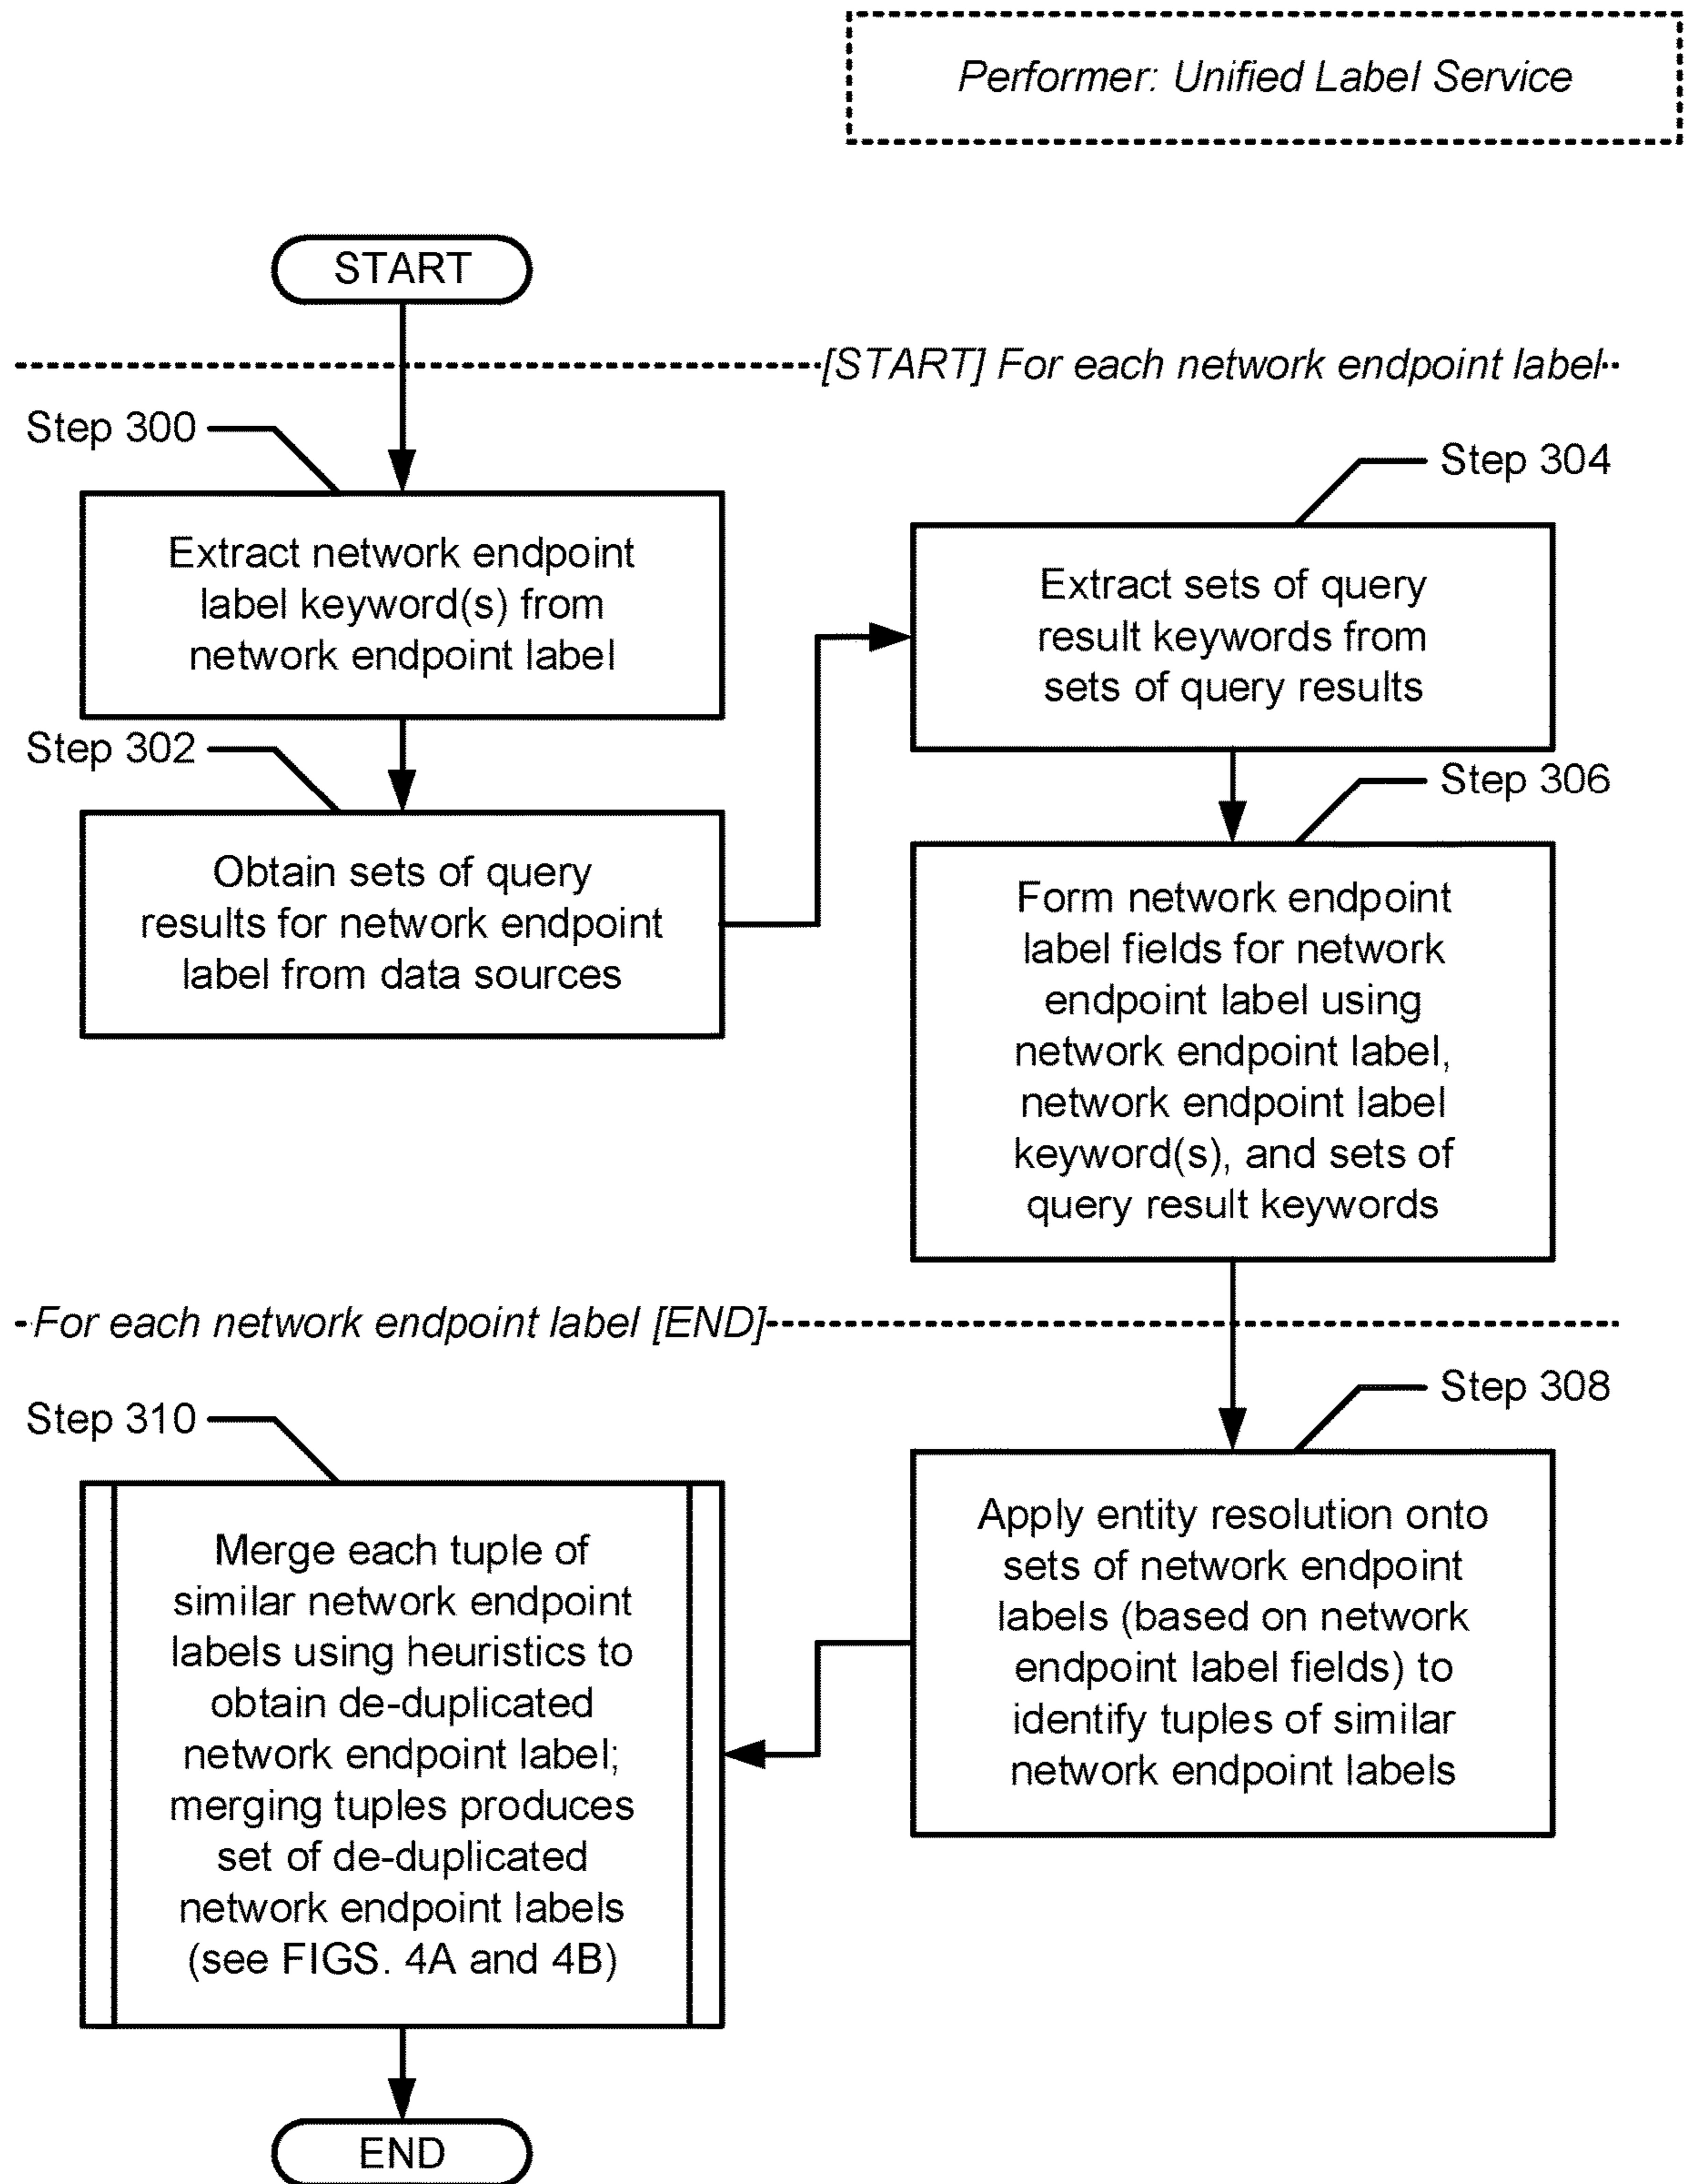 Performer: Unified Label Service
START
[START] For each network endpoint label
Step 300
Extract network endpoint
label keyword(s) from
network endpoint label
Step 302
Obtain sets of query
results for network endpoint
label from data sources
Step 304
Extract sets of query
result keywords from
sets of query results
Step 306
Form network endpoint
label fields for network
endpoint label using
network endpoint label,
network endpoint label
keyword(s), and sets of
query result keywords
For each network endpoint label [END]
Step 308
Apply entity resolution onto
sets of network endpoint
labels (based on network
endpoint label fields) to
identify tuples of similar
network endpoint labels
Step 310
Merge each tuple of
similar network endpoint
labels using heuristics to
obtain de-duplicated
network endpoint label;
merging tuples produces
set of de-duplicated
network endpoint labels
(see FIGS. 4A and 4B)
END